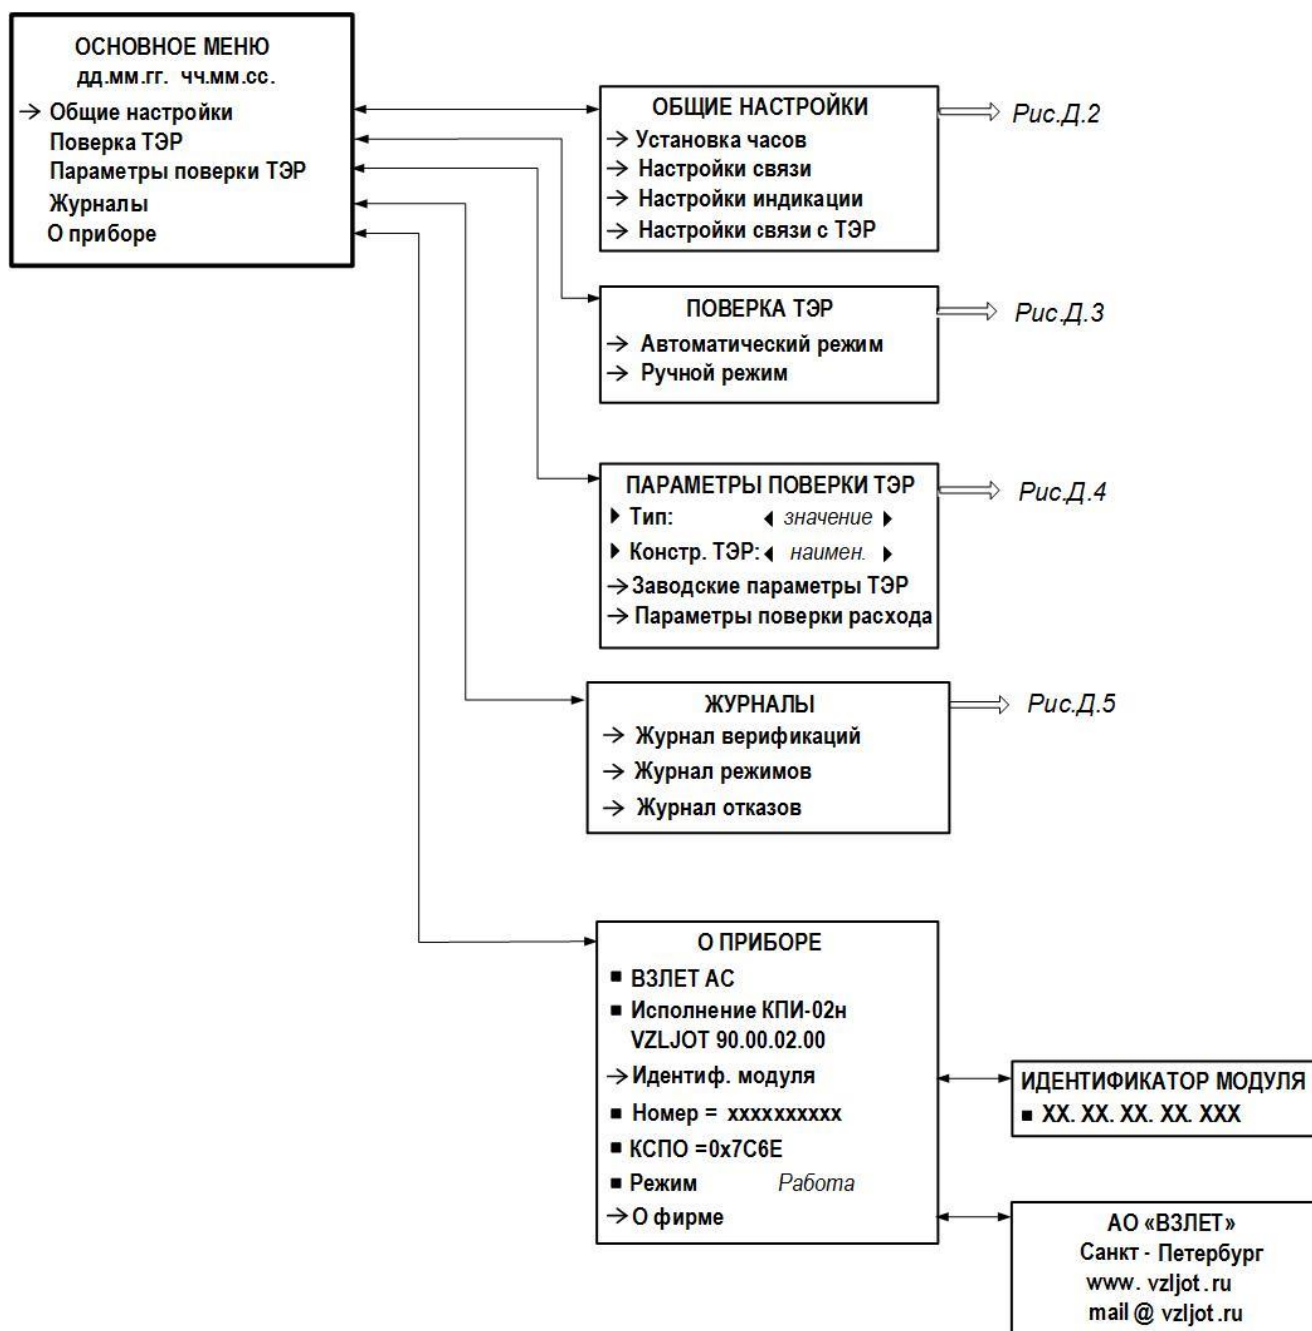 ОСНОВНОЕ МЕНЮ
дд.мм.гг. чч.мм.сс.
→ Общие настройки
Поверка ТЭР
Параметры поверки ТЭР
Журналы
О приборе
ОБЩИЕ НАСТРОЙКИ
→ Установка часов
→ Настройки связи
→ Настройки индикации
→ Настройки связи с ТЭР
Рис.Д.2
ПОВЕРКА ТЭР
→ Автоматический режим
→ Ручной режим
Рис.Д.3
ПАРАМЕТРЫ ПОВЕРКИ ТЭР
Тип: значение
Констр. ТЭР: наимен.
→ Заводские параметры ТЭР
→ Параметры поверки расхода
Рис.Д.4
ЖУРНАЛЫ
→ Журнал верификаций
→ Журнал режимов
→ Журнал отказов
Рис.Д.5
О ПРИБОРЕ
■ ВЗЛЕТ АС
■ Исполнение КПИ-02н
VZLJOT 90.00.02.00
→ Идентиф. модуля
■ Номер = xxxxxxxxxx
■ КСПО =0x7C6E
■ Режим Работа
→ О фирме
ИДЕНТИФИКАТОР МОДУЛЯ
■ XX. XX. XX. XX. XXX
АО «ВЗЛЕТ»
Санкт - Петербург
www. vzljot.ru
mail @ vzljot.ru